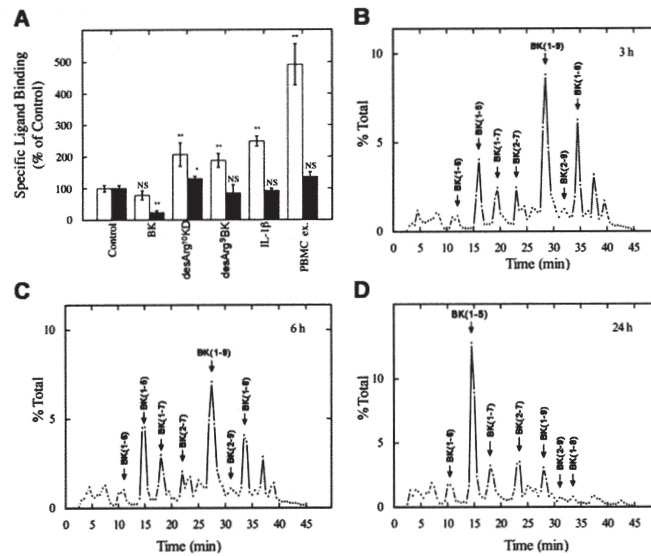 A
Specific Ligand Binding
(% of Control)
500
400
300
200
100
0
NS
**
**
*
**
NS
**
NS
**
NS
Control
BK
desArg¹⁰KD
desArg⁹BK
IL-1β
PBMC ex.
B
3 h
% Total
10
5
0
BK(1-6)
BK(1-5)
BK(1-7)
BK(2-7)
BK(1-9)
BK(2-9)
BK(1-8)
0 5 10 15 20 25 30 35 40 45
Time (min)
C
6 h
% Total
10
5
0
BK(1-6)
BK(1-5)
BK(1-7)
BK(2-7)
BK(1-9)
BK(2-9)
BK(1-8)
0 5 10 15 20 25 30 35 40 45
Time (min)
D
24 h
% Total
10
5
0
BK(1-6)
BK(1-5)
BK(1-7)
BK(2-7)
BK(1-9)
BK(2-9)
BK(1-8)
0 5 10 15 20 25 30 35 40 45
Time (min)